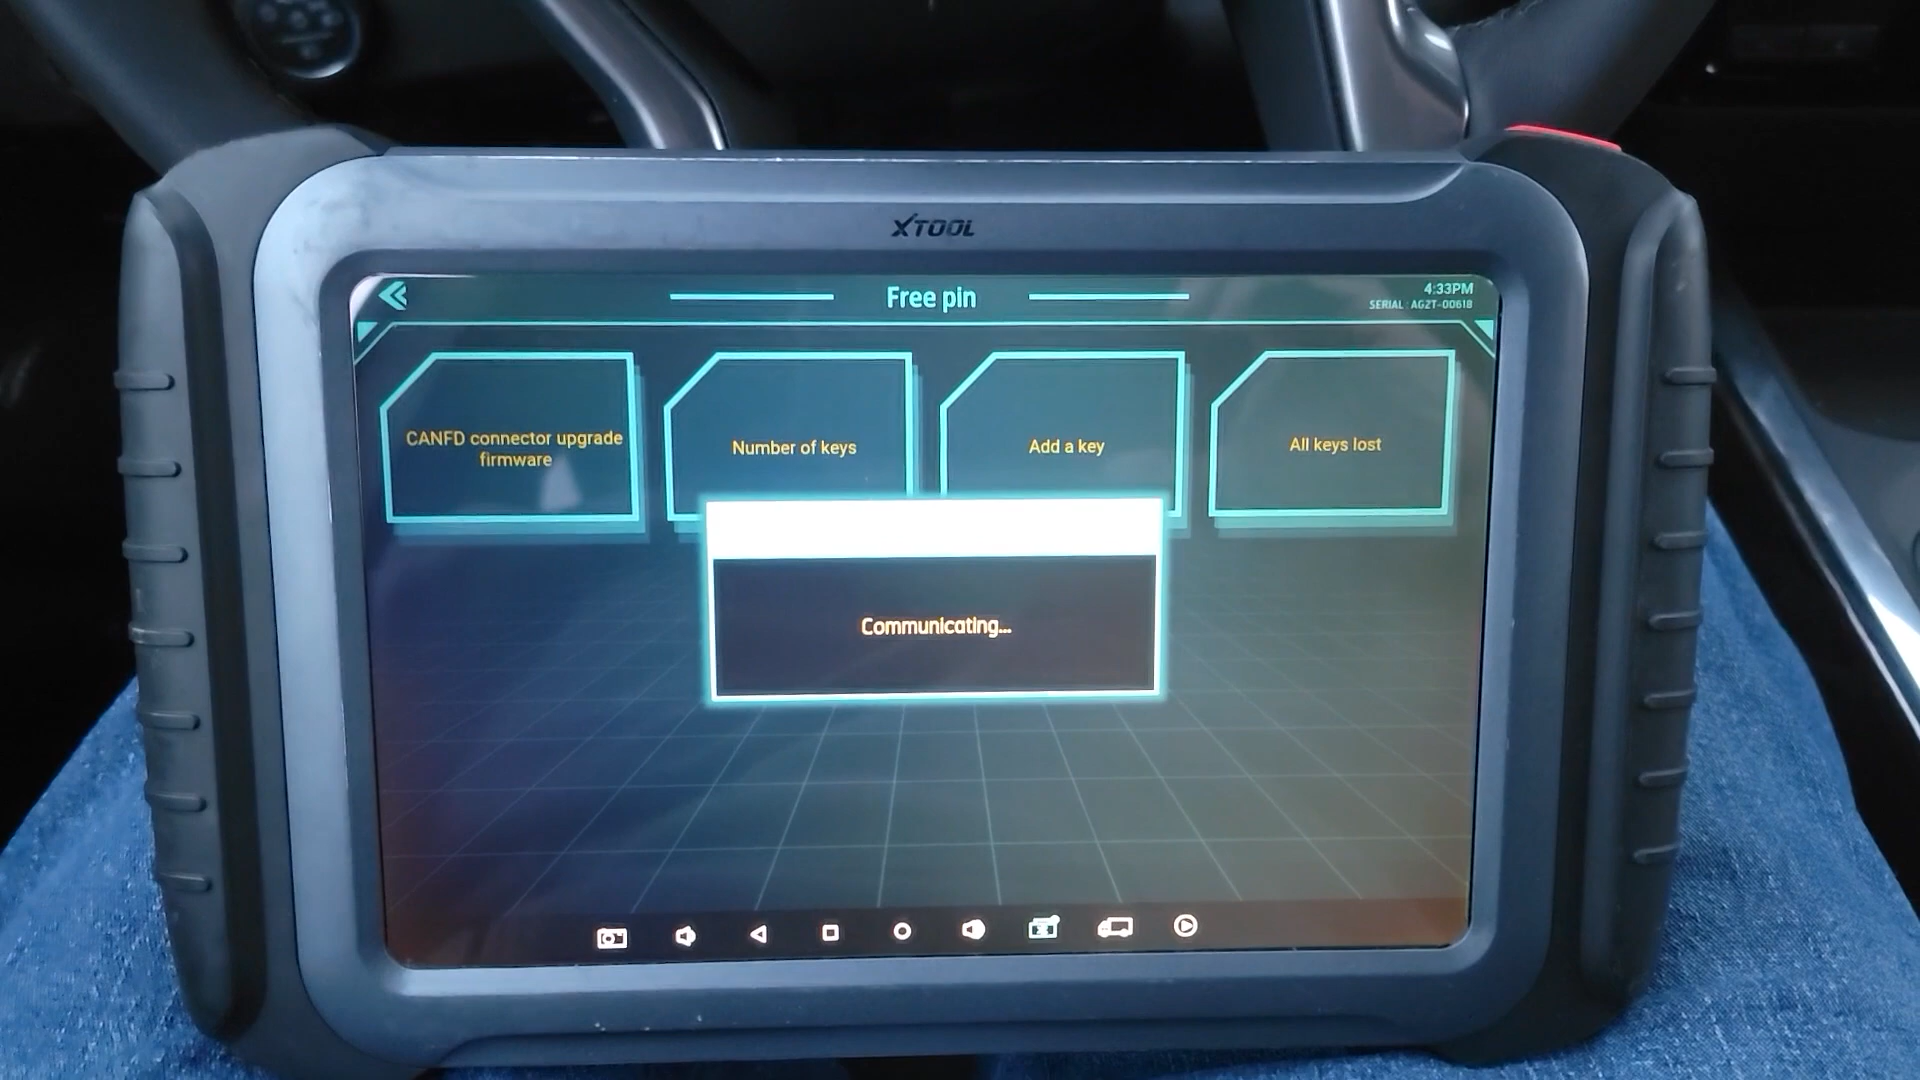 XTOOL
Free pin
4:33PM
SERIAL : AGZT-00618
CANFD connector upgrade
firmware
Number of keys
Add a key
All keys lost
Communicating...